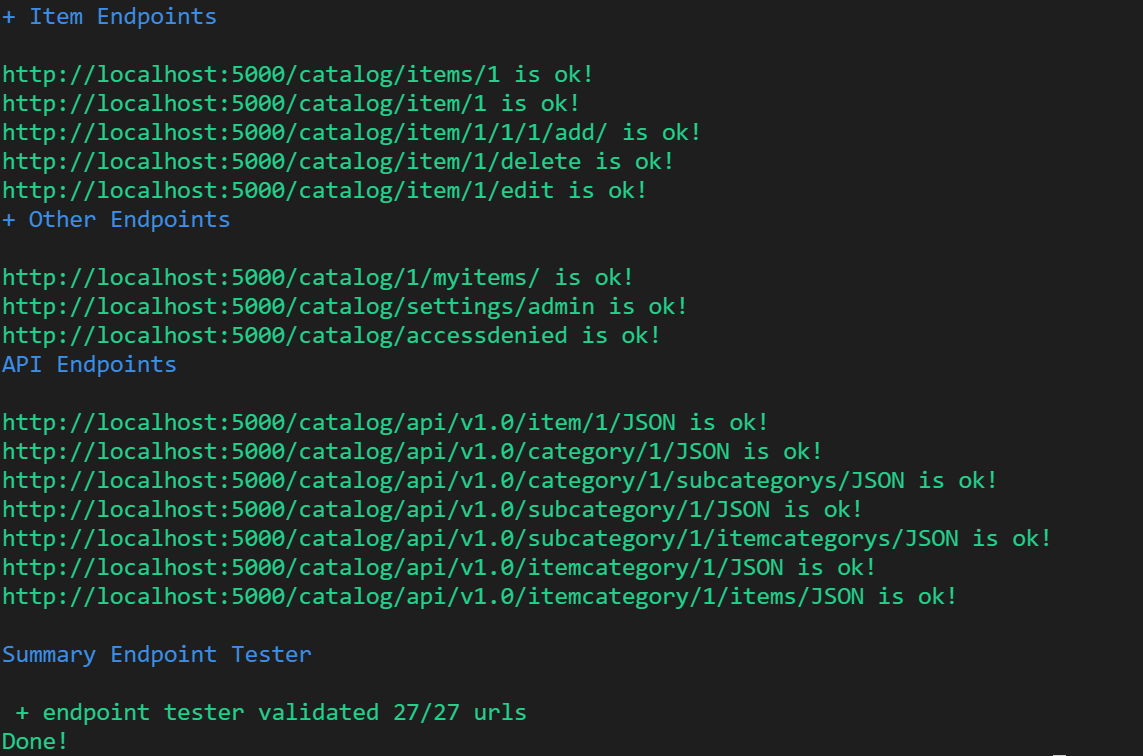 + Item Endpoints
http://localhost:5000/catalog/items/1 is ok!
http://localhost:5000/catalog/item/1 is ok!
http://localhost:5000/catalog/item/1/1/1/add/ is ok!
http://localhost:5000/catalog/item/1/delete is ok!
http://localhost:5000/catalog/item/1/edit is ok!
+ Other Endpoints
http://localhost:5000/catalog/1/myitems/ is ok!
http://localhost:5000/catalog/settings/admin is ok!
http://localhost:5000/catalog/accessdenied is ok!
API Endpoints
http://localhost:5000/catalog/api/v1.0/item/1/JSON is ok!
http://localhost:5000/catalog/api/v1.0/category/1/JSON is ok!
http://localhost:5000/catalog/api/v1.0/category/1/subcategorys/JSON is ok!
http://localhost:5000/catalog/api/v1.0/subcategory/1/JSON is ok!
http://localhost:5000/catalog/api/v1.0/subcategory/1/itemcategorys/JSON is ok!
http://localhost:5000/catalog/api/v1.0/itemcategory/1/JSON is ok!
http://localhost:5000/catalog/api/v1.0/itemcategory/1/items/JSON is ok!
Summary Endpoint Tester
+ endpoint tester validated 27/27 urls
Done!